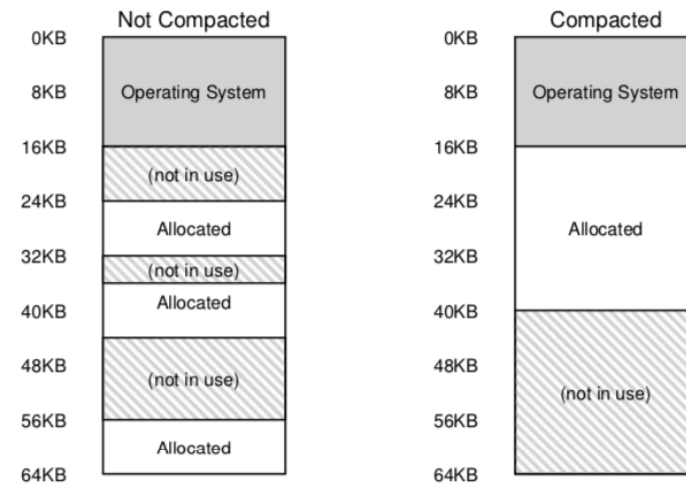 Not Compacted
0KB
8KB
Operating System
16KB
(not in use)
24KB
Allocated
32KB
(not in use)
Allocated
40KB
48KB
(not in use)
56KB
Allocated
64KB
Compacted
0KB
8KB
Operating System
16KB
24KB
Allocated
32KB
40KB
48KB
(not in use)
56KB
64KB